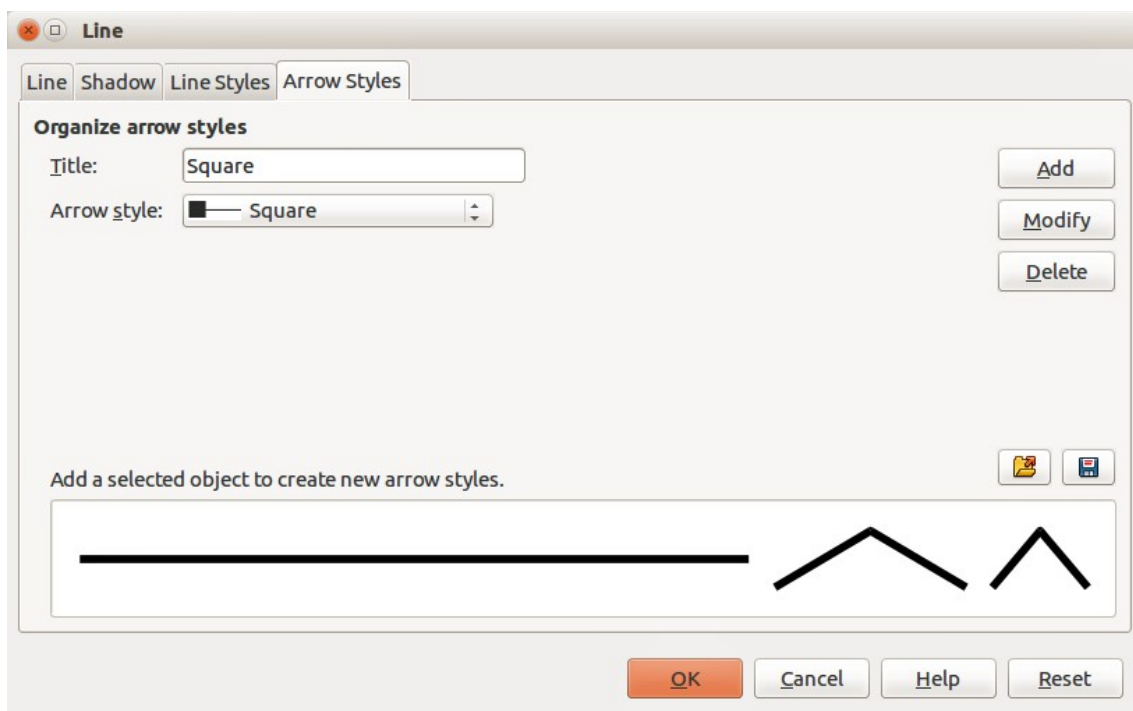 Line
Line Shadow Line Styles Arrow Styles
Organize arrow styles
Title: Square Add
Arrow style: Square
Modify
Delete
Add a selected object to create new arrow styles.
OK Cancel Help Reset